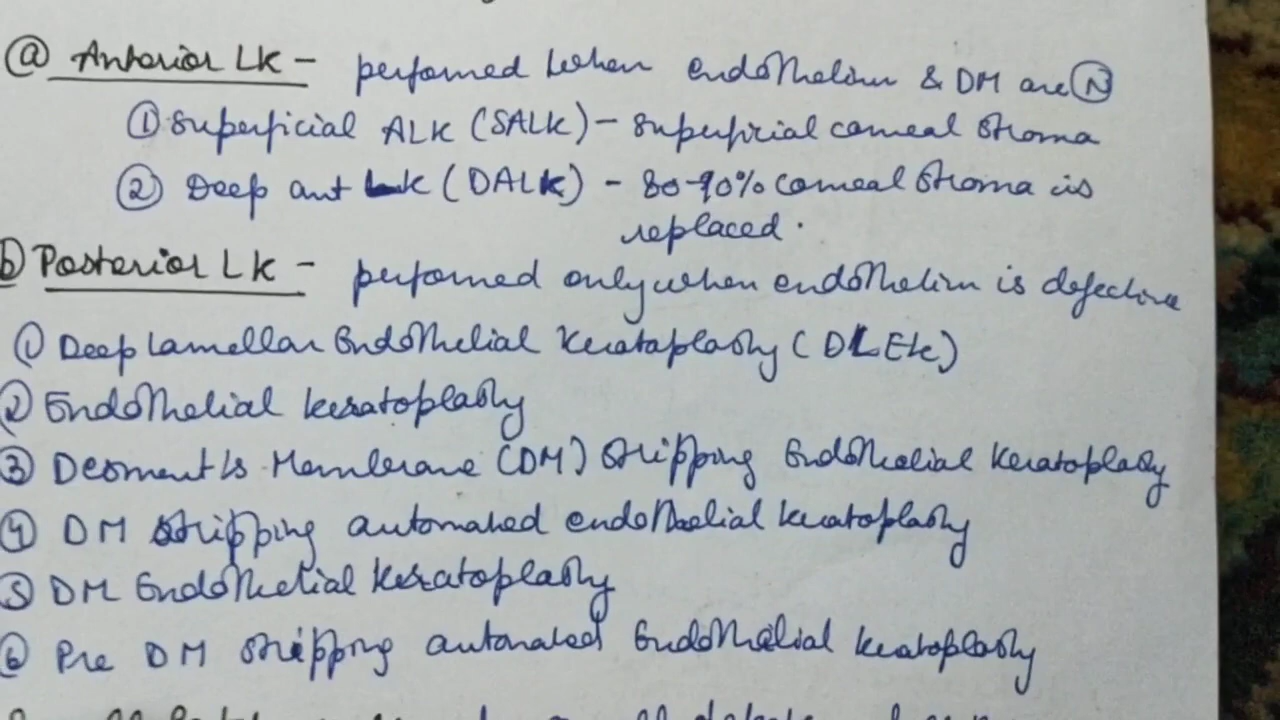 ⓐ Anterior LK - performed when endothelium & DM are Ⓝ
① Superficial ALK (SALK) - superficial corneal stroma
② Deep ant LK (DALK) - 80-90% corneal stroma is
replaced.
ⓑ Posterior LK - performed only when endothelium is defective
① Deep Lamellar Endothelial Keratoplasty (DLEK)
② Endothelial keratoplasty
③ Desment's Membrane (DM) stripping Endothelial Keratoplasty
④ DM stripping automated endothelial keratoplasty
⑤ DM Endothelial Keratoplasty
⑥ Pre DM stripping automated Endothelial keratoplasty